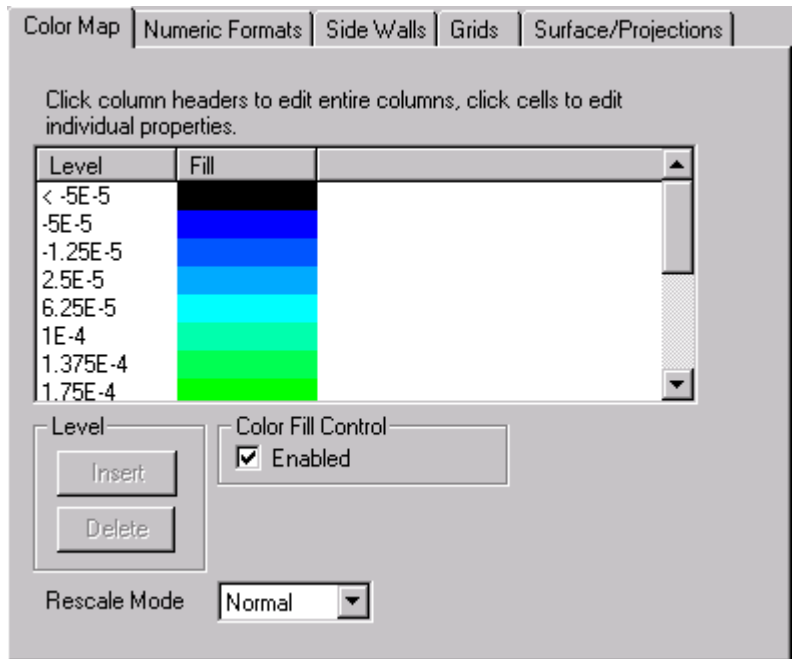 Color Map Numeric Formats Side Walls Grids Surface/Projections
Click column headers to edit entire columns, click cells to edit
individual properties.
Level Fill
< -5E-5
-5E-5
-1.25E-5
2.5E-5
6.25E-5
1E-4
1.375E-4
1.75E-4
Level Color Fill Control
Insert Enabled
Delete
Rescale Mode Normal